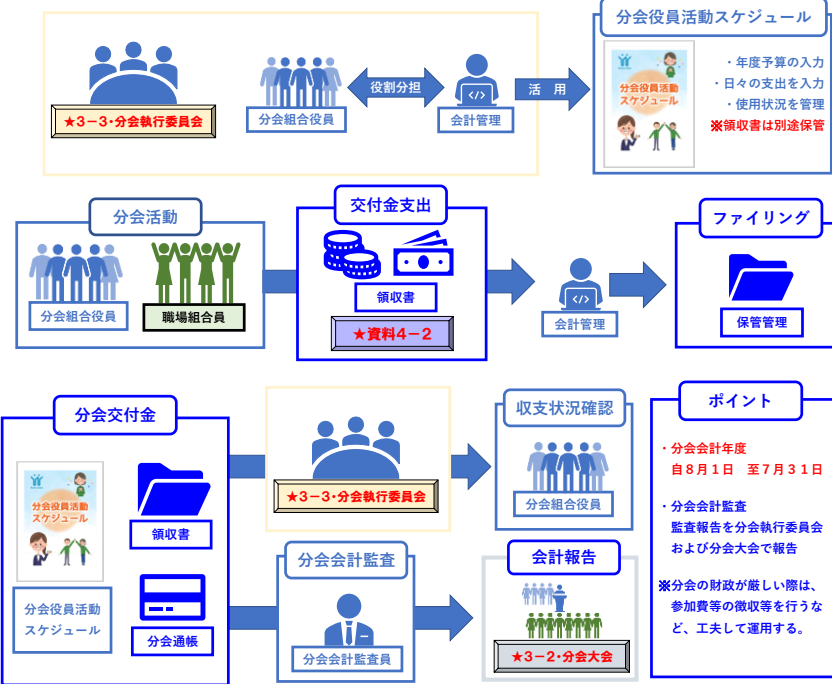 分会役員活動スケジュール
分会役員活動
スケジュール
・年度予算の入力
・日々の支出を入力
・使用状況を管理
※領収書は別途保管
★3－3・分会執行委員会
分会組合役員
役割分担
会計管理
活　用
分会活動
分会組合役員
職場組合員
交付金支出
領収書
★資料4－2
会計管理
ファイリング
保管管理
分会交付金
分会役員活動
スケジュール
領収書
分会役員活動
スケジュール
分会通帳
★3－3・分会執行委員会
収支状況確認
分会組合役員
分会会計監査
分会会計監査員
会計報告
★3－2・分会大会
ポイント
・分会会計年度
自８月１日　至７月３１日
・分会会計監査
監査報告を分会執行委員会
および分会大会で報告
※分会の財政が厳しい際は、
参加費等の徴収等を行うな
ど、工夫して運用する。